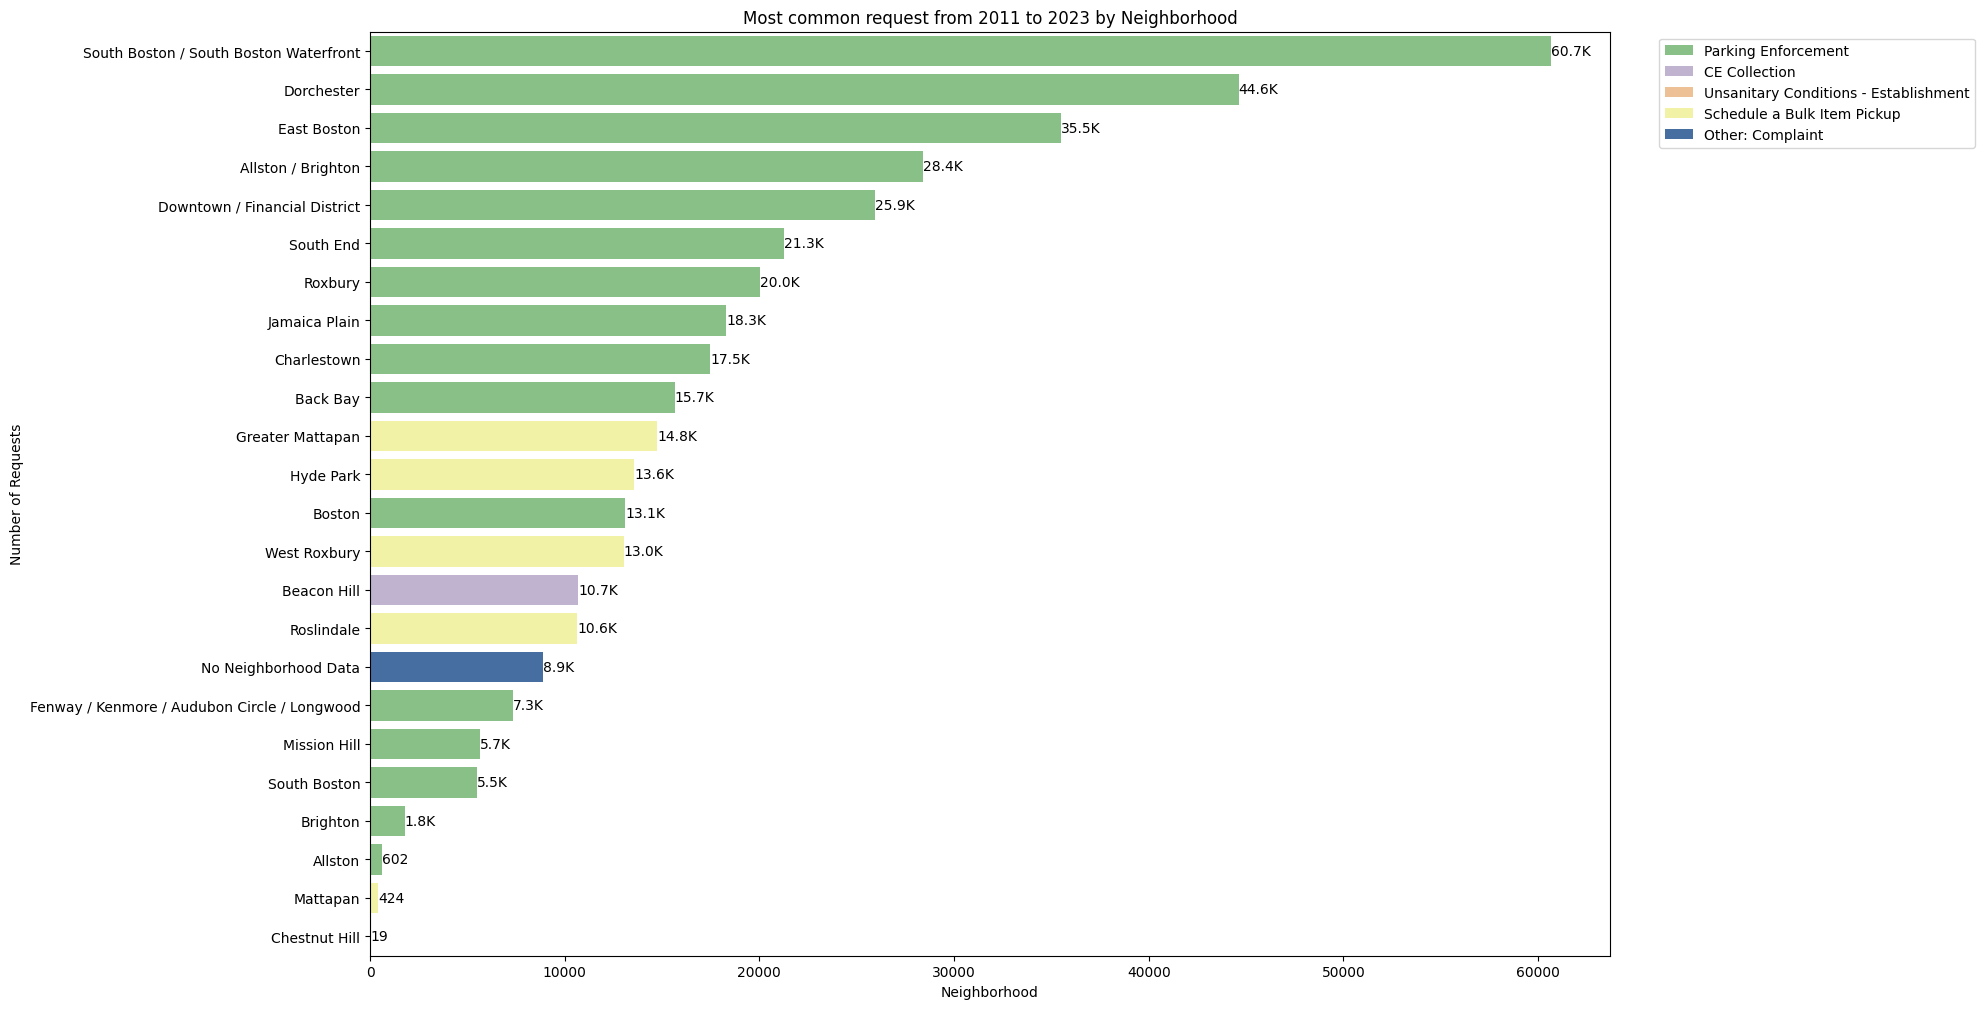 Most common request from 2011 to 2023 by Neighborhood
South Boston / South Boston Waterfront 60.7K
Dorchester 44.6K
East Boston 35.5K
Allston / Brighton 28.4K
Downtown / Financial District 25.9K
South End 21.3K
Roxbury 20.0K
Jamaica Plain 18.3K
Charlestown 17.5K
Back Bay 15.7K
Greater Mattapan 14.8K
Hyde Park 13.6K
Boston 13.1K
West Roxbury 13.0K
Beacon Hill 10.7K
Roslindale 10.6K
No Neighborhood Data 8.9K
Fenway / Kenmore / Audubon Circle / Longwood 7.3K
Mission Hill 5.7K
South Boston 5.5K
Brighton 1.8K
Allston 602
Mattapan 424
Chestnut Hill 19
0 10000 20000 30000 40000 50000 60000
Neighborhood
Number of Requests
Parking Enforcement
CE Collection
Unsanitary Conditions - Establishment
Schedule a Bulk Item Pickup
Other: Complaint